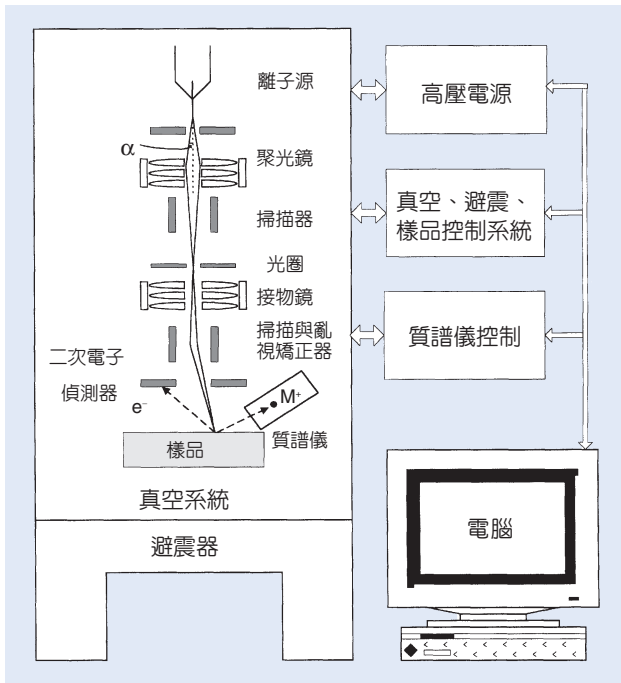 離子源
α
聚光鏡
掃描器
光圈
接物鏡
掃描與亂
視矯正器
二次電子
偵測器
e⁻
M⁺
質譜儀
樣品
真空系統
避震器
高壓電源
真空、避震、
樣品控制系統
質譜儀控制
電腦